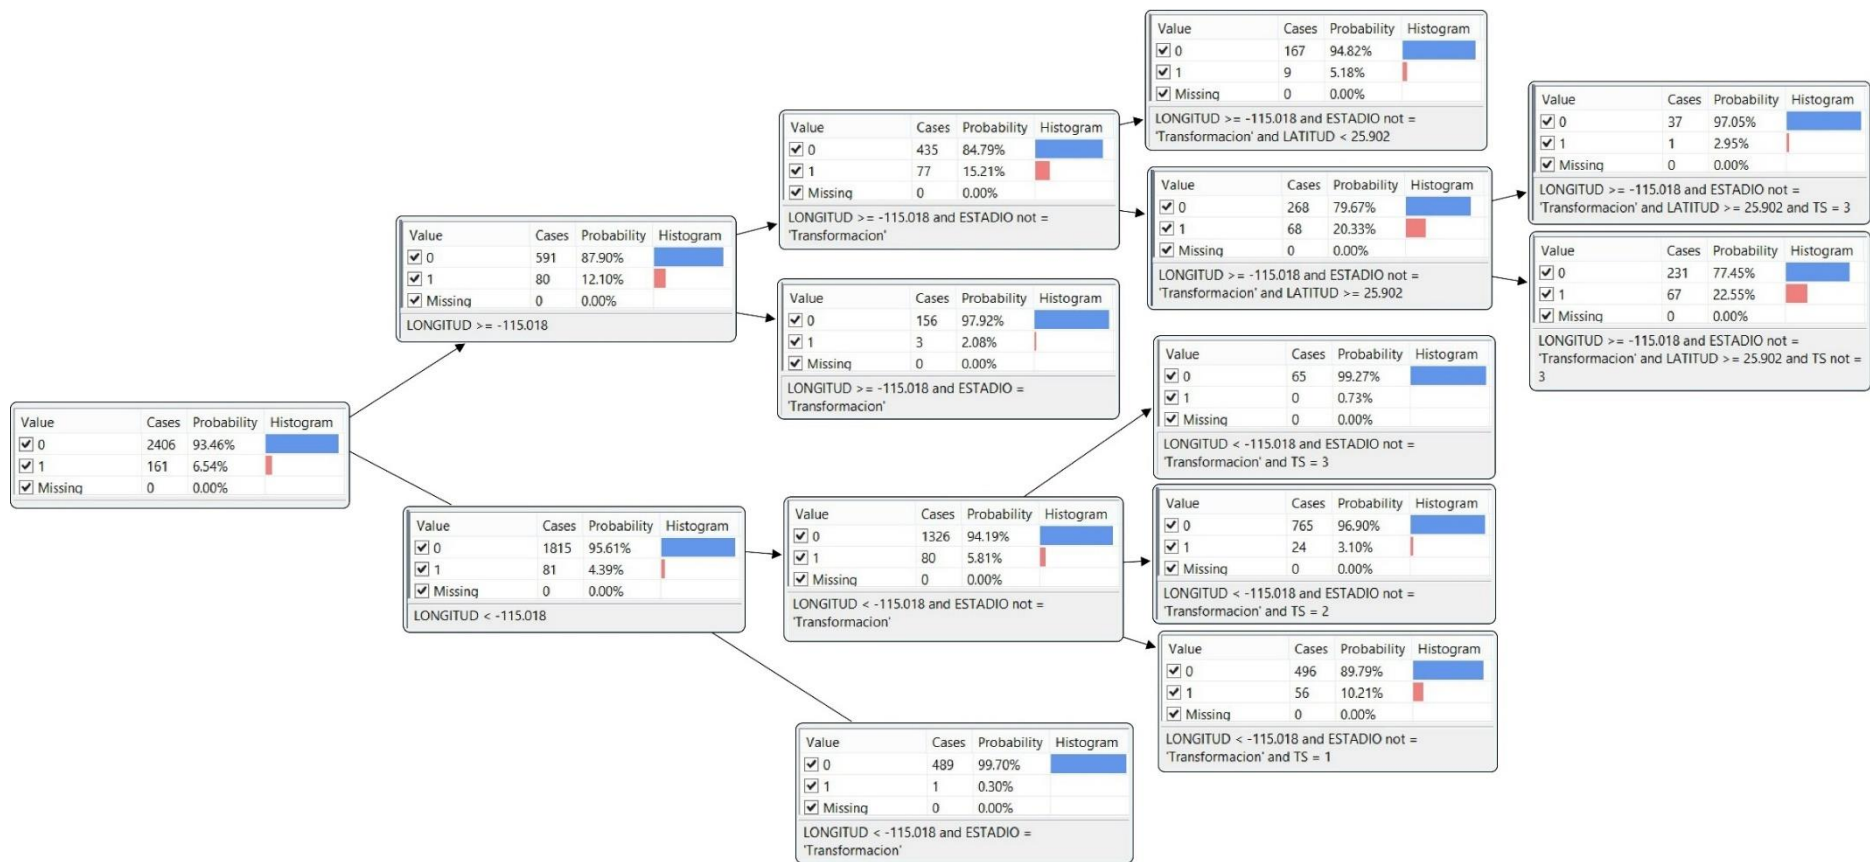 Value Cases Probability Histogram
0 2406 93.46%
1 161 6.54%
Missing 0 0.00%
Value Cases Probability Histogram
0 591 87.90%
1 80 12.10%
Missing 0 0.00%
LONGITUD >= -115.018
Value Cases Probability Histogram
0 1815 95.61%
1 81 4.39%
Missing 0 0.00%
LONGITUD < -115.018
Value Cases Probability Histogram
0 435 84.79%
1 77 15.21%
Missing 0 0.00%
LONGITUD >= -115.018 and ESTADIO not =
'Transformacion'
Value Cases Probability Histogram
0 156 97.92%
1 3 2.08%
Missing 0 0.00%
LONGITUD >= -115.018 and ESTADIO =
'Transformacion'
Value Cases Probability Histogram
0 1326 94.19%
1 80 5.81%
Missing 0 0.00%
LONGITUD < -115.018 and ESTADIO not =
'Transformacion'
Value Cases Probability Histogram
0 489 99.70%
1 1 0.30%
Missing 0 0.00%
LONGITUD < -115.018 and ESTADIO =
'Transformacion'
Value Cases Probability Histogram
0 167 94.82%
1 9 5.18%
Missing 0 0.00%
LONGITUD >= -115.018 and ESTADIO not =
'Transformacion' and LATITUD < 25.902
Value Cases Probability Histogram
0 268 79.67%
1 68 20.33%
Missing 0 0.00%
LONGITUD >= -115.018 and ESTADIO not =
'Transformacion' and LATITUD >= 25.902
Value Cases Probability Histogram
0 65 99.27%
1 0 0.73%
Missing 0 0.00%
LONGITUD < -115.018 and ESTADIO not =
'Transformacion' and TS = 3
Value Cases Probability Histogram
0 765 96.90%
1 24 3.10%
Missing 0 0.00%
LONGITUD < -115.018 and ESTADIO not =
'Transformacion' and TS = 2
Value Cases Probability Histogram
0 496 89.79%
1 56 10.21%
Missing 0 0.00%
LONGITUD < -115.018 and ESTADIO not =
'Transformacion' and TS = 1
Value Cases Probability Histogram
0 37 97.05%
1 1 2.95%
Missing 0 0.00%
LONGITUD >= -115.018 and ESTADIO not =
'Transformacion' and LATITUD >= 25.902 and TS = 3
Value Cases Probability Histogram
0 231 77.45%
1 67 22.55%
Missing 0 0.00%
LONGITUD >= -115.018 and ESTADIO not =
'Transformacion' and LATITUD >= 25.902 and TS not =
3